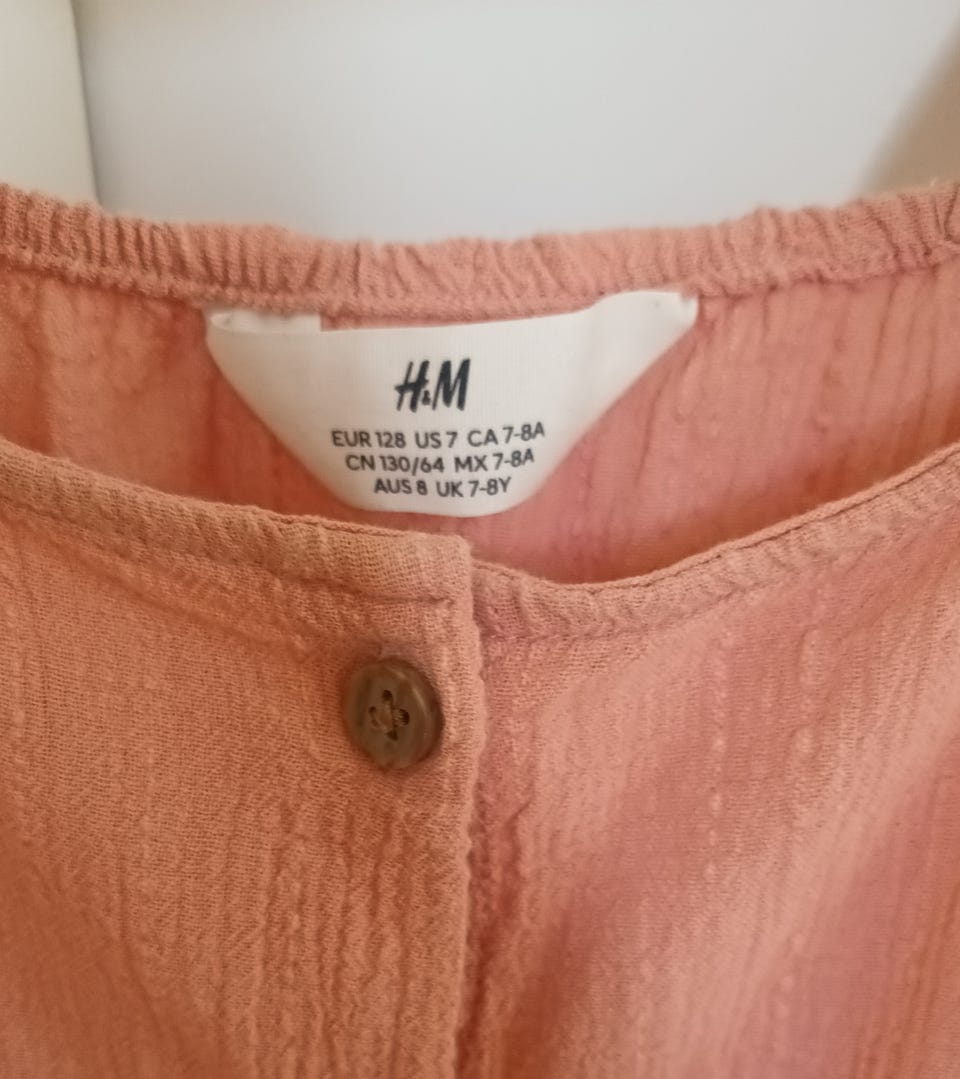 H&M
EUR 128 US 7 CA 7-8A
CN 130/64 MX 7-8A
AUS 8 UK 7-8Y